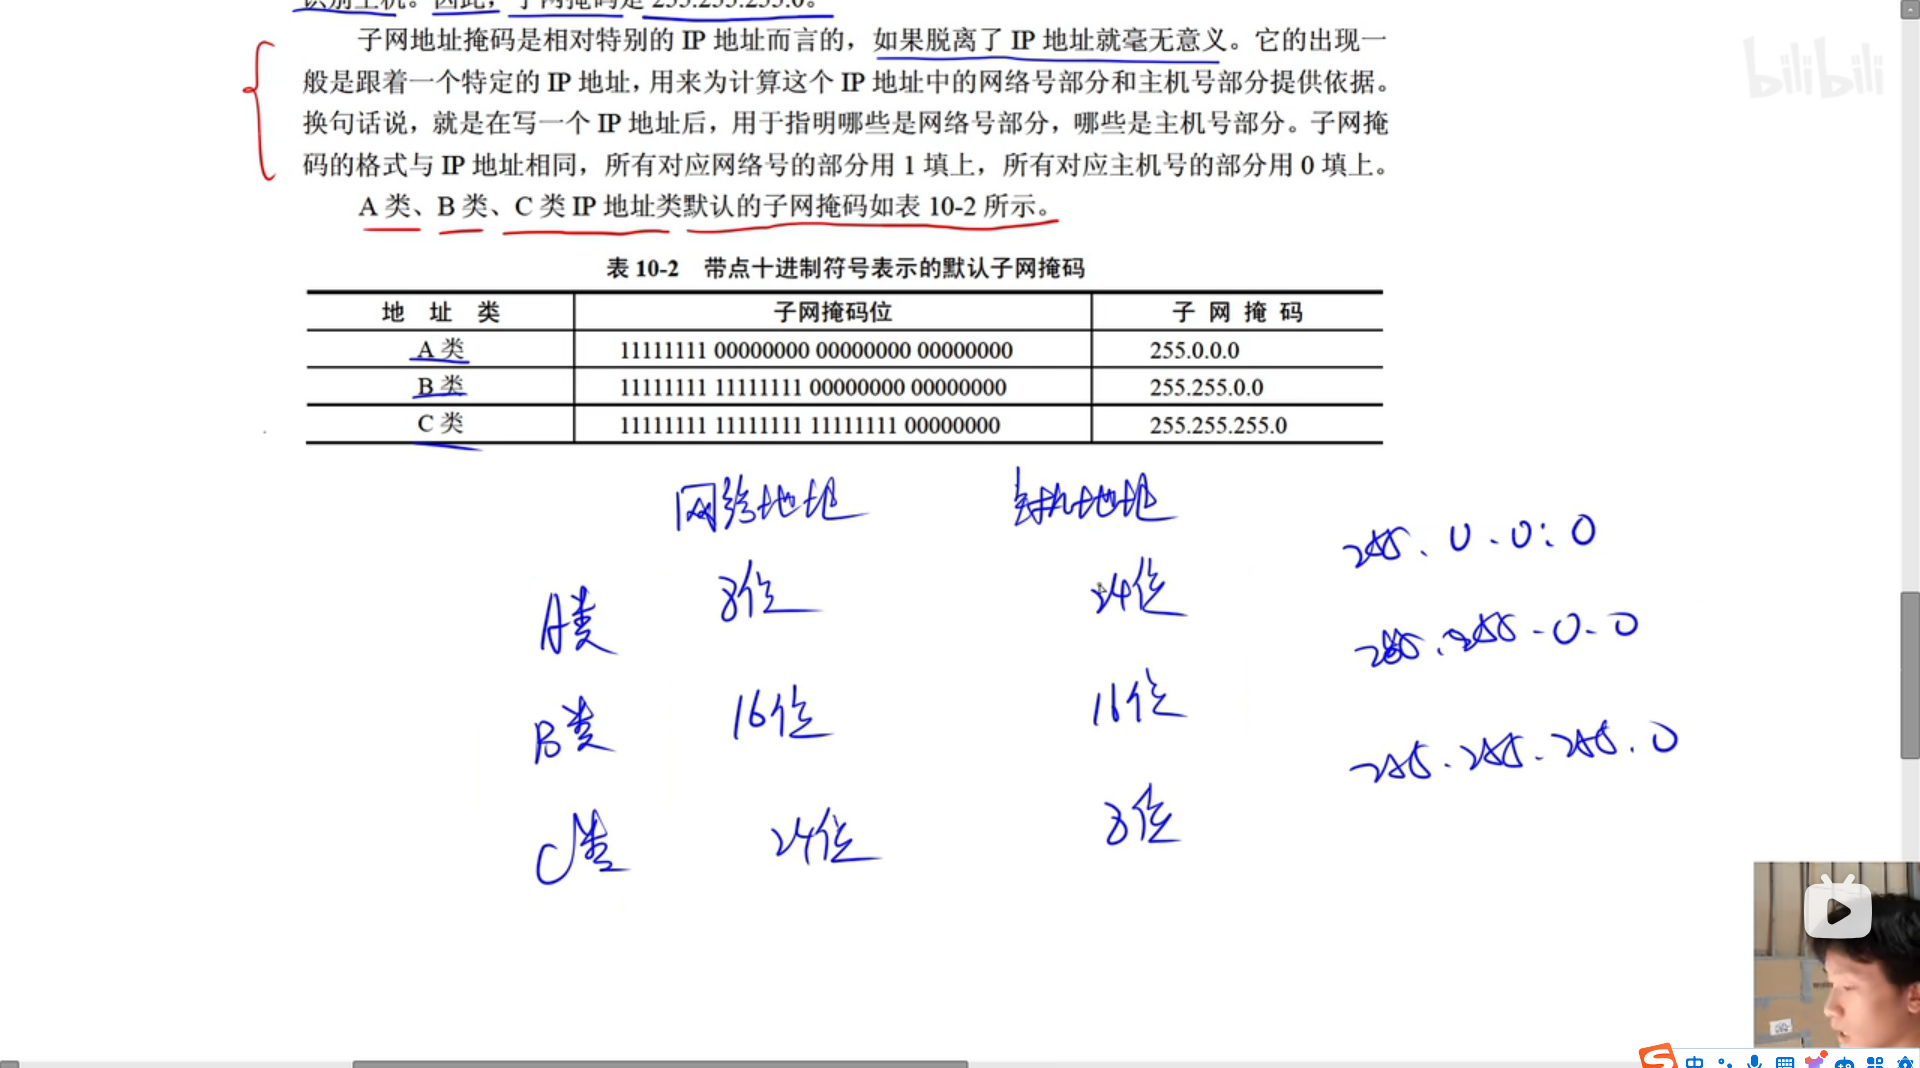 识别主机。因此，子网掩码是 255.255.255.0。
子网地址掩码是相对特别的 IP 地址而言的，如果脱离了 IP 地址就毫无意义。它的出现一
般是跟着一个特定的 IP 地址，用来为计算这个 IP 地址中的网络号部分和主机号部分提供依据。
换句话说，就是在写一个 IP 地址后，用于指明哪些是网络号部分，哪些是主机号部分。子网掩
码的格式与 IP 地址相同，所有对应网络号的部分用 1 填上，所有对应主机号的部分用 0 填上。
A 类、B 类、C 类 IP 地址类默认的子网掩码如表 10-2 所示。
表 10-2 带点十进制符号表示的默认子网掩码
地 址 类 子网掩码位 子 网 掩 码
A 类 11111111 00000000 00000000 00000000 255.0.0.0
B 类 11111111 11111111 00000000 00000000 255.255.0.0
C 类 11111111 11111111 11111111 00000000 255.255.255.0
网络地址 主机地址
A类 8位 24位 255.0.0.0
B类 16位 16位 255.255.0.0
C类 24位 8位 255.255.255.0
bilibili
中